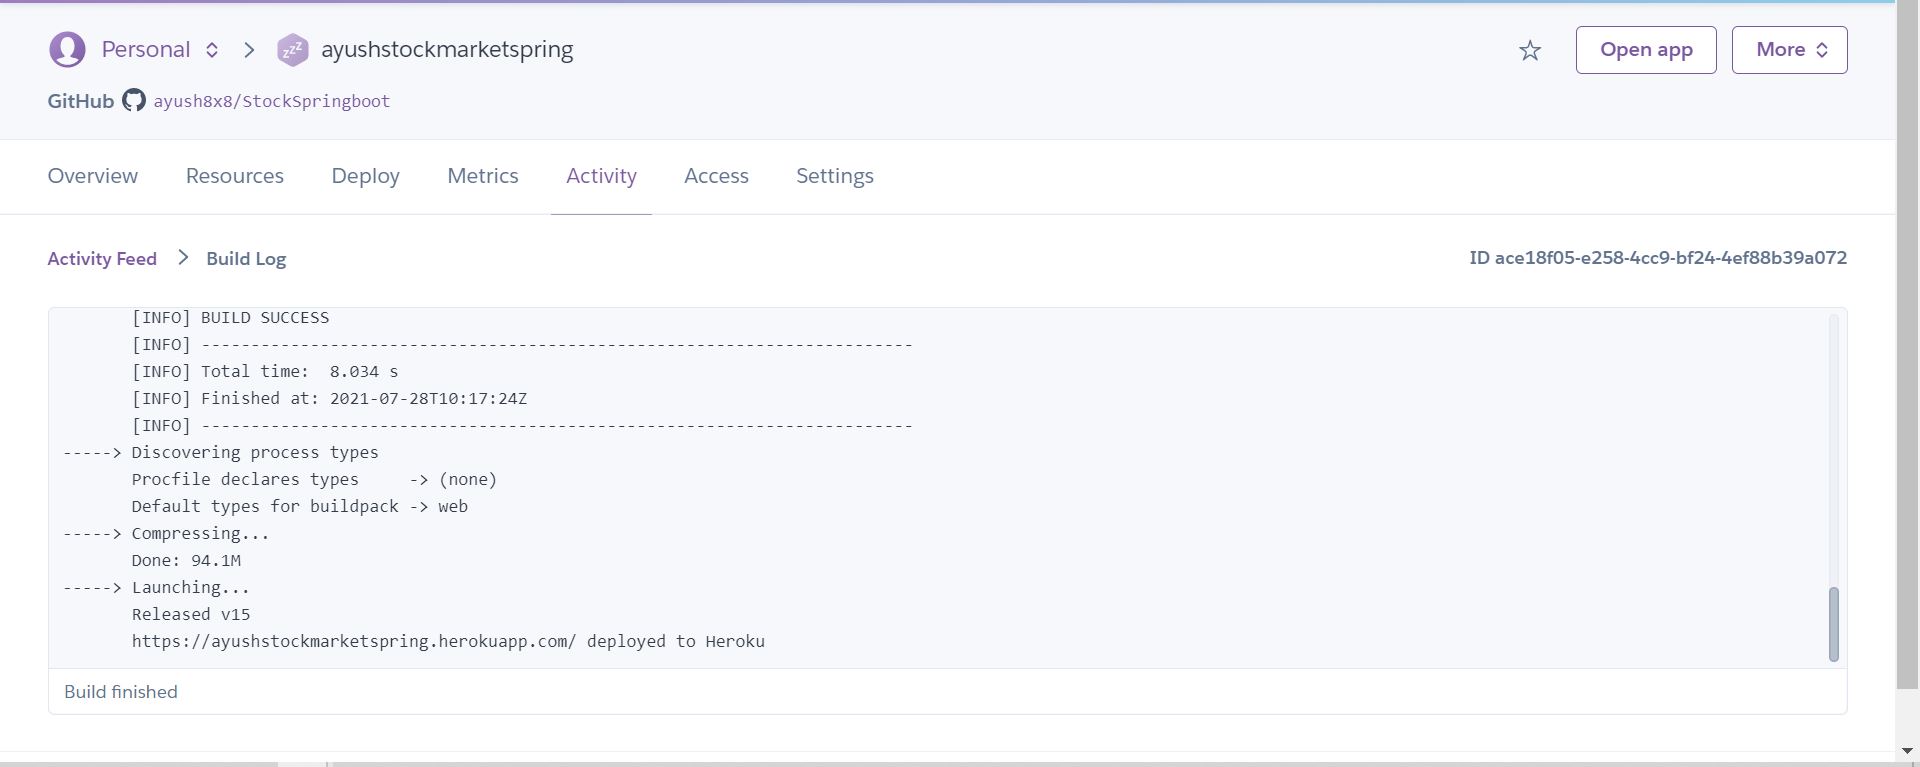 Personal > zzz ayushstockmarketspring Open app More
GitHub ayush8x8/StockSpringboot
Overview Resources Deploy Metrics Activity Access Settings
Activity Feed > Build Log ID ace18f05-e258-4cc9-bf24-4ef88b39a072
[INFO] BUILD SUCCESS
[INFO] ------------------------------------------------------------------------
[INFO] Total time:  8.034 s
[INFO] Finished at: 2021-07-28T10:17:24Z
[INFO] ------------------------------------------------------------------------
-----> Discovering process types
Procfile declares types     -> (none)
Default types for buildpack -> web
-----> Compressing...
Done: 94.1M
-----> Launching...
Released v15
https://ayushstockmarketspring.herokuapp.com/ deployed to Heroku
Build finished